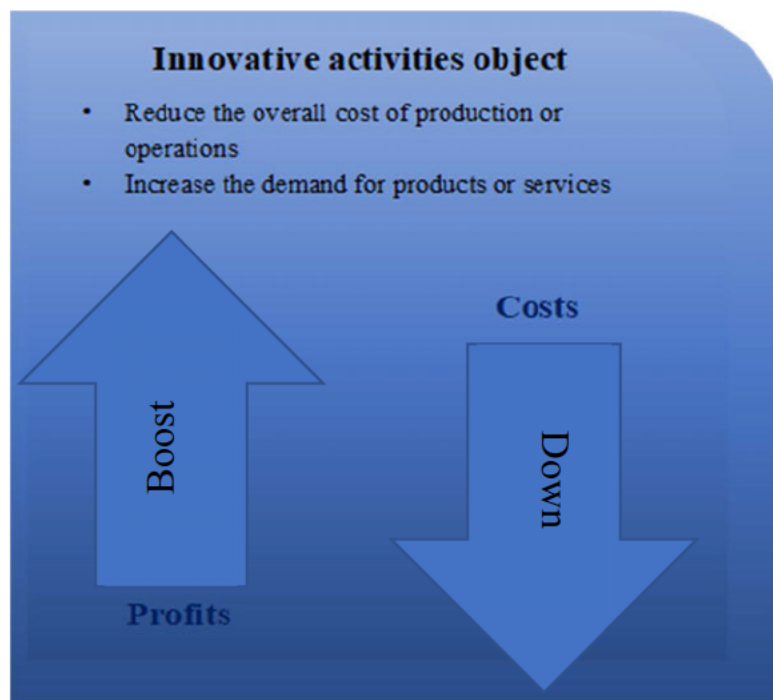 Innovative activities object
• Reduce the overall cost of production or
operations
• Increase the demand for products or services
Costs
Boost
Down
Profits